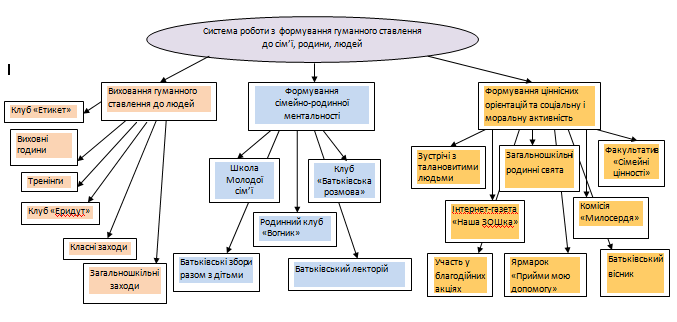 Система роботи з формування гуманного ставлення
до сім’ї, родини, людей
Виховання гуманного
ставлення до людей
Формування
сімейно-родинної
ментальності
Формування ціннісних
орієнтацій та соціальну і
моральну активність
Клуб «Етикет»
Виховні
години
Тренінги
Клуб «Еридут»
Класні заходи
Загальношкільні
заходи
Школа
Молодої
сім’ї
Клуб
«Батьківська
розмова»
Родинний клуб
«Вогник»
Батьківські збори
разом з дітьми
Батьківський лекторій
Зустрічі з
талановитими
людьми
Загальношкільні
родинні свята
Факультатив
«Сімейні
цінності»
Інтернет-газета
«Наша ЗОШка»
Комісія
«Милосердя»
Участь у
благодійних
акціях
Ярмарок
«Прийми мою
допомогу»
Батьківський
вісник